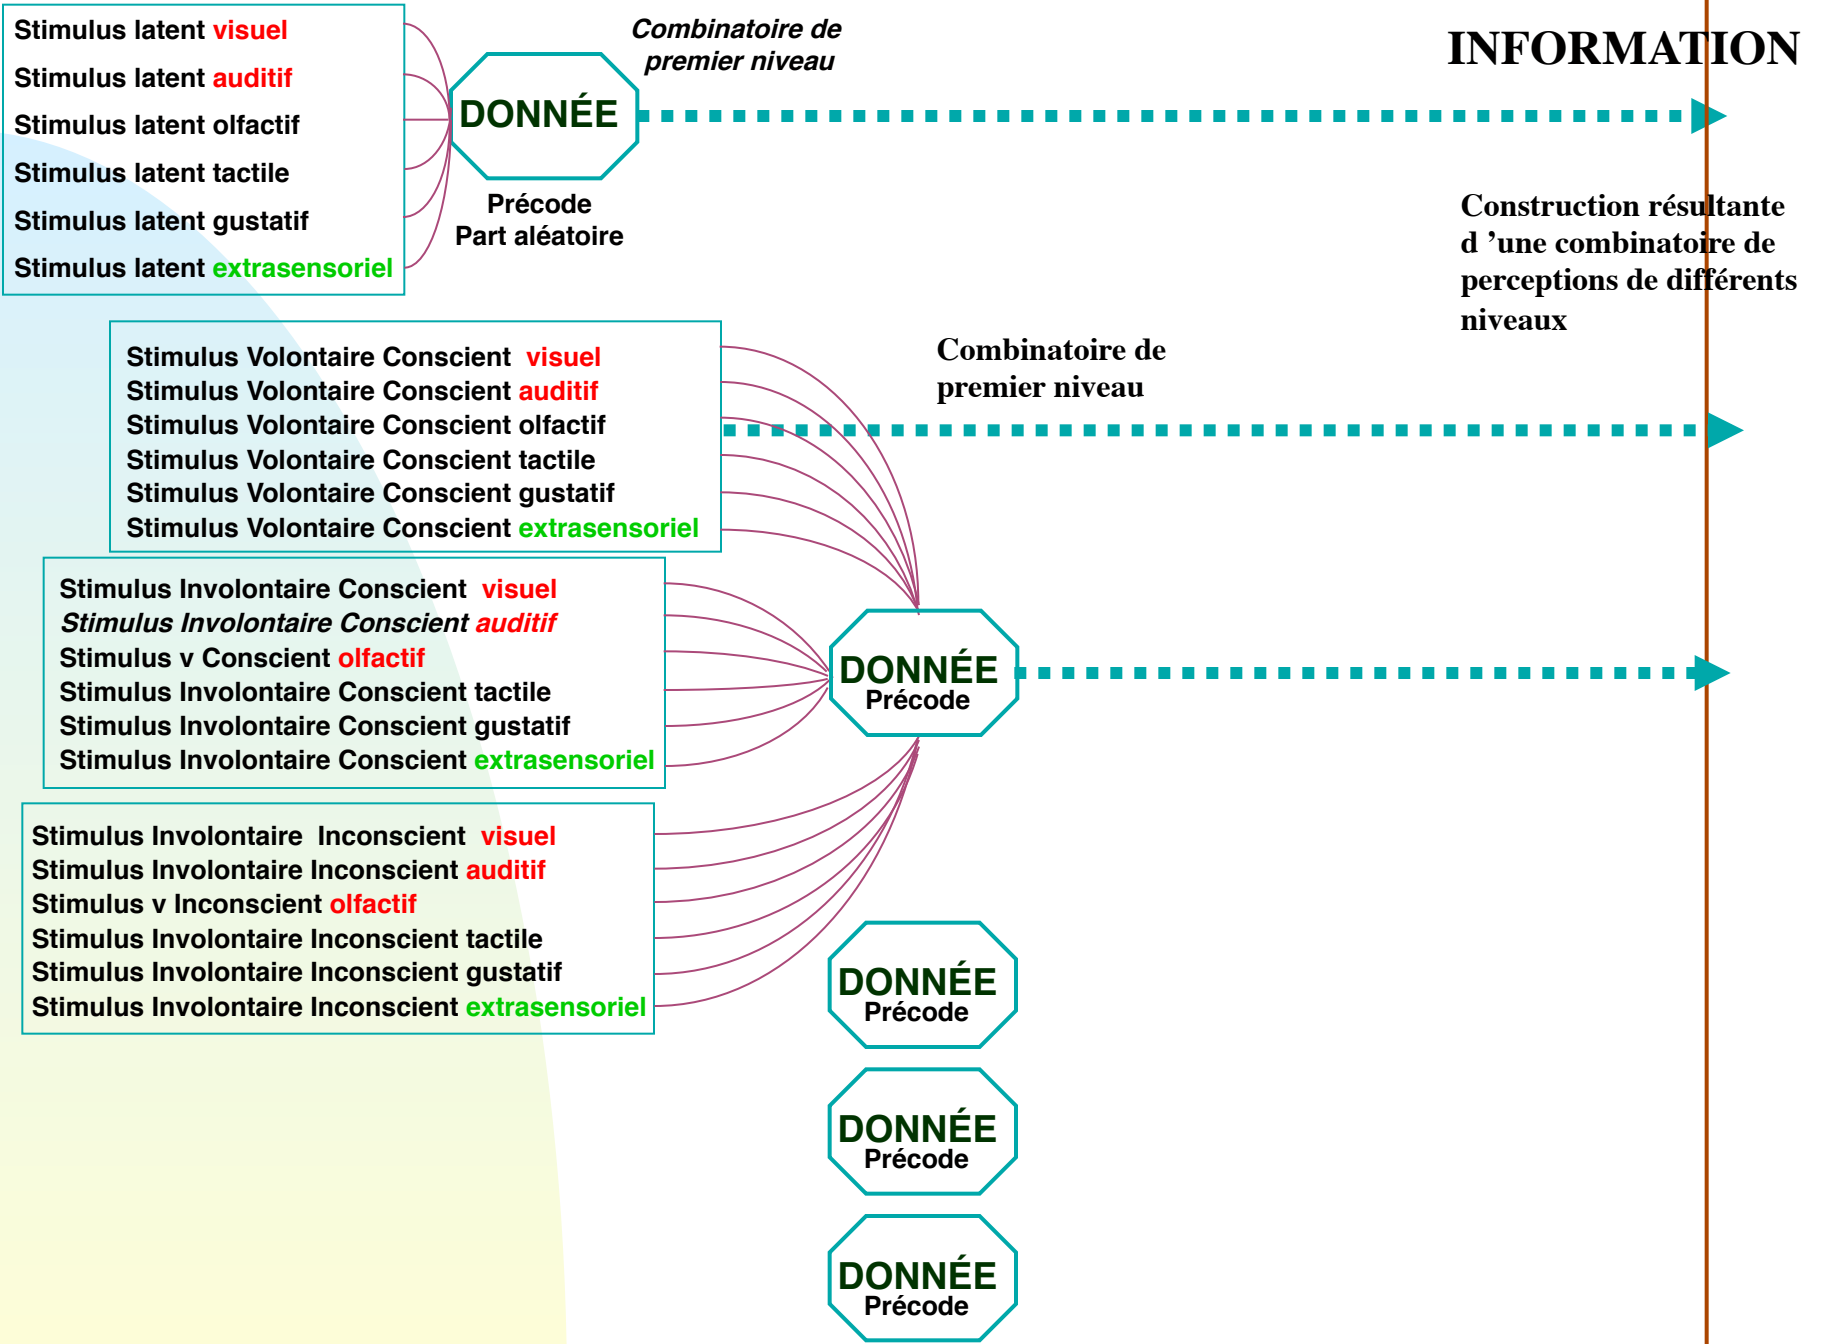 Stimulus latent visuel
Stimulus latent auditif
Stimulus latent olfactif
Stimulus latent tactile
Stimulus latent gustatif
Stimulus latent extrasensoriel
DONNÉE
Précode
Part aléatoire
Combinatoire de
premier niveau
INFORMATION
Construction résultante
d ’une combinatoire de
perceptions de différents
niveaux
Stimulus Volontaire Conscient visuel
Stimulus Volontaire Conscient auditif
Stimulus Volontaire Conscient olfactif
Stimulus Volontaire Conscient tactile
Stimulus Volontaire Conscient gustatif
Stimulus Volontaire Conscient extrasensoriel
Combinatoire de
premier niveau
Stimulus Involontaire Conscient visuel
Stimulus Involontaire Conscient auditif
Stimulus v Conscient olfactif
Stimulus Involontaire Conscient tactile
Stimulus Involontaire Conscient gustatif
Stimulus Involontaire Conscient extrasensoriel
DONNÉE
Précode
Stimulus Involontaire Inconscient visuel
Stimulus Involontaire Inconscient auditif
Stimulus v Inconscient olfactif
Stimulus Involontaire Inconscient tactile
Stimulus Involontaire Inconscient gustatif
Stimulus Involontaire Inconscient extrasensoriel
DONNÉE
Précode
DONNÉE
Précode
DONNÉE
Précode